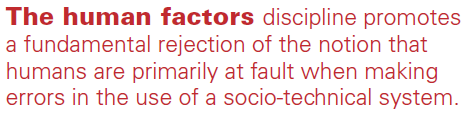 The human factors discipline promotes
a fundamental rejection of the notion that
humans are primarily at fault when making
errors in the use of a socio-technical system.